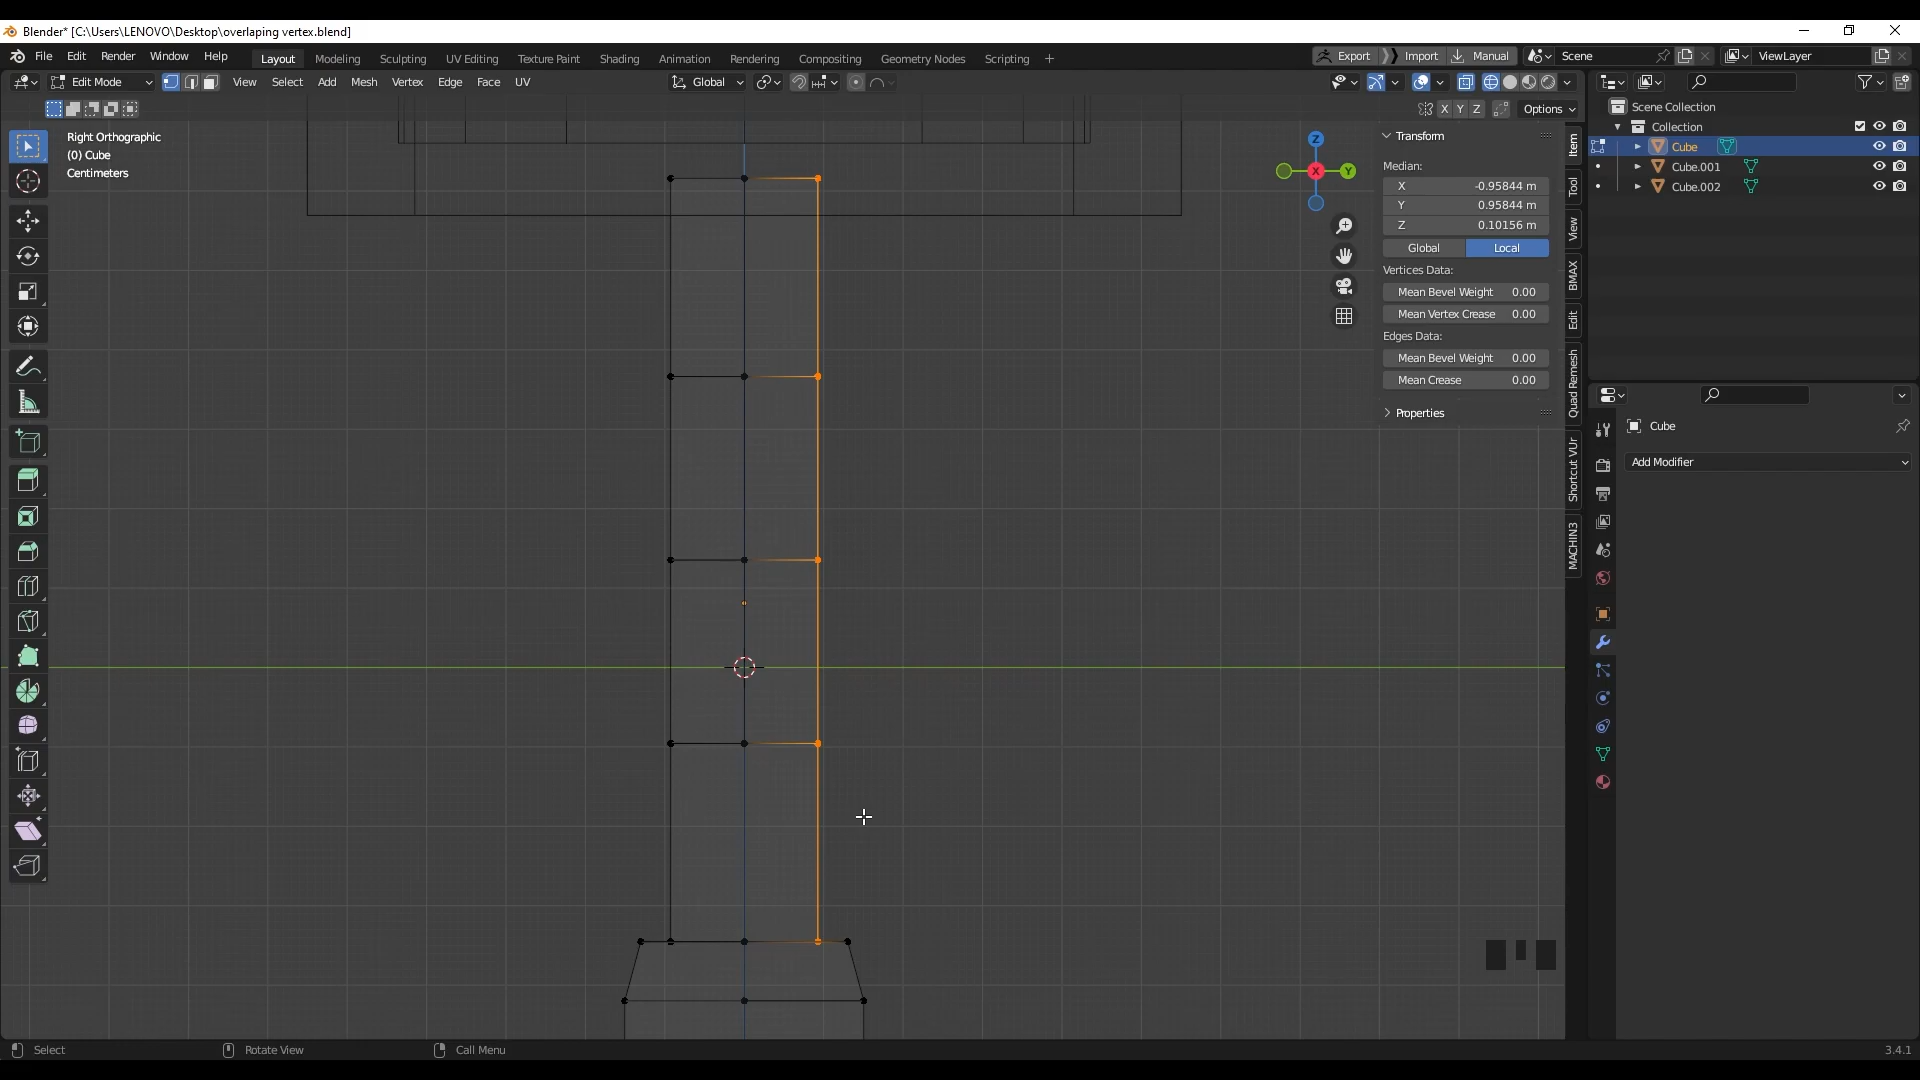 Blender* [C:\Users\LENOVO\Desktop\overlaping vertex.blend]
File Edit Render Window Help Layout Modeling Sculpting UV Editing Texture Paint Shading Animation Rendering Compositing Geometry Nodes Scripting + Export Import Manual Scene ViewLayer
Edit Mode View Select Add Mesh Vertex Edge Face UV Global
X Y Z Options
Right Orthographic
(0) Cube
Centimeters
Z
X
Y
Transform
Median:
X -0.95844 m
Y 0.95844 m
Z 0.10156 m
Global Local
Vertices Data:
Mean Bevel Weight 0.00
Mean Vertex Crease 0.00
Edges Data:
Mean Bevel Weight 0.00
Mean Crease 0.00
Properties
Item
Tool
View
BMAX
Edit
Quad Remesh
Shortcut VUr
MACHIN3
Scene Collection
Collection
Cube
Cube.001
Cube.002
Cube
Add Modifier
Select Rotate View Call Menu 3.4.1